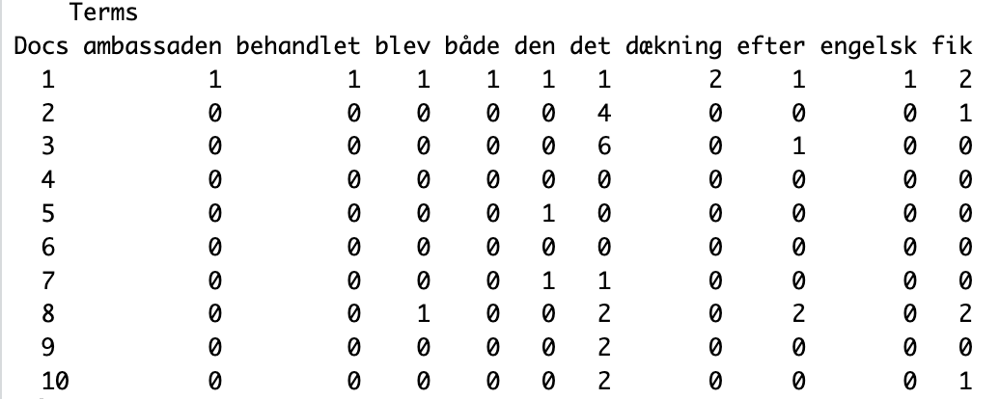 Terms
Docs ambassaden behandlet blev både den det dækning efter engelsk fik
1 1 1 1 1 1 1 2 1 1 2
2 0 0 0 0 0 4 0 0 0 1
3 0 0 0 0 0 6 0 1 0 0
4 0 0 0 0 0 0 0 0 0 0
5 0 0 0 0 1 0 0 0 0 0
6 0 0 0 0 0 0 0 0 0 0
7 0 0 0 0 1 1 0 0 0 0
8 0 0 1 0 0 2 0 2 0 2
9 0 0 0 0 0 2 0 0 0 0
10 0 0 0 0 0 2 0 0 0 1